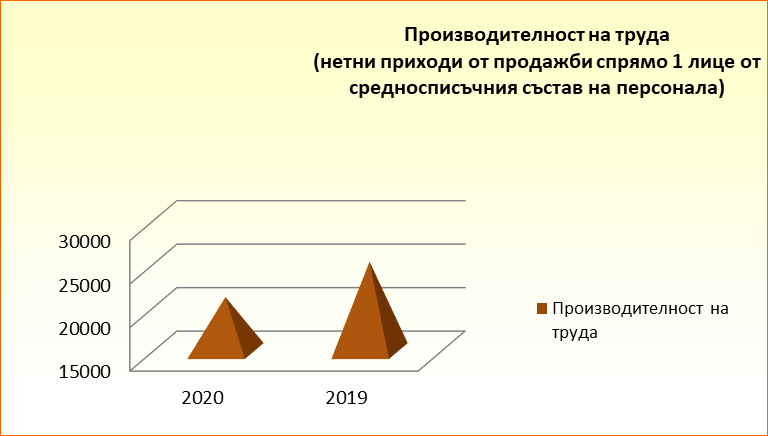 Производителност на труда
(нетни приходи от продажби спрямо 1 лице от
средносписъчния състав на персонала)
30000
25000
20000
15000
2020
2019
Производителност на
труда